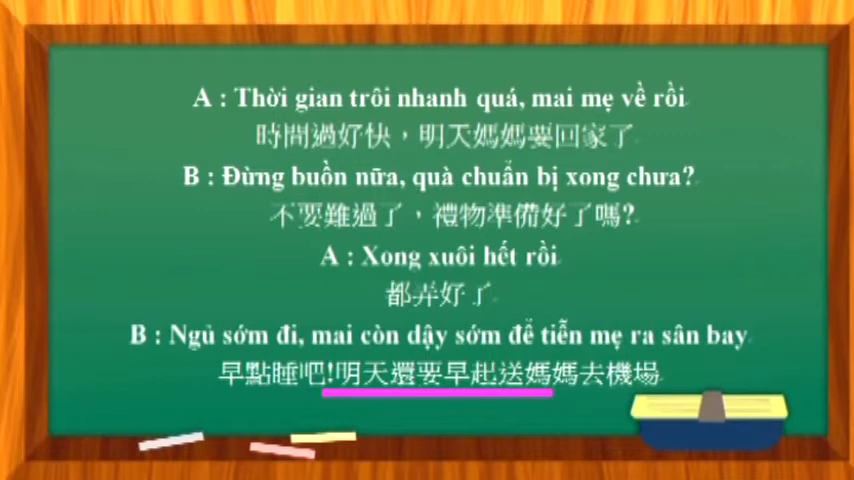 A : Thời gian trôi nhanh quá, mai mẹ về rồi
時間過好快，明天媽媽要回家了
B : Đừng buồn nữa, quà chuẩn bị xong chưa?
不要難過了，禮物準備好了嗎?
A : Xong xuôi hết rồi
都弄好了
B : Ngủ sớm đi, mai còn dậy sớm để tiễn mẹ ra sân bay
早點睡吧!明天還要早起送媽媽去機場